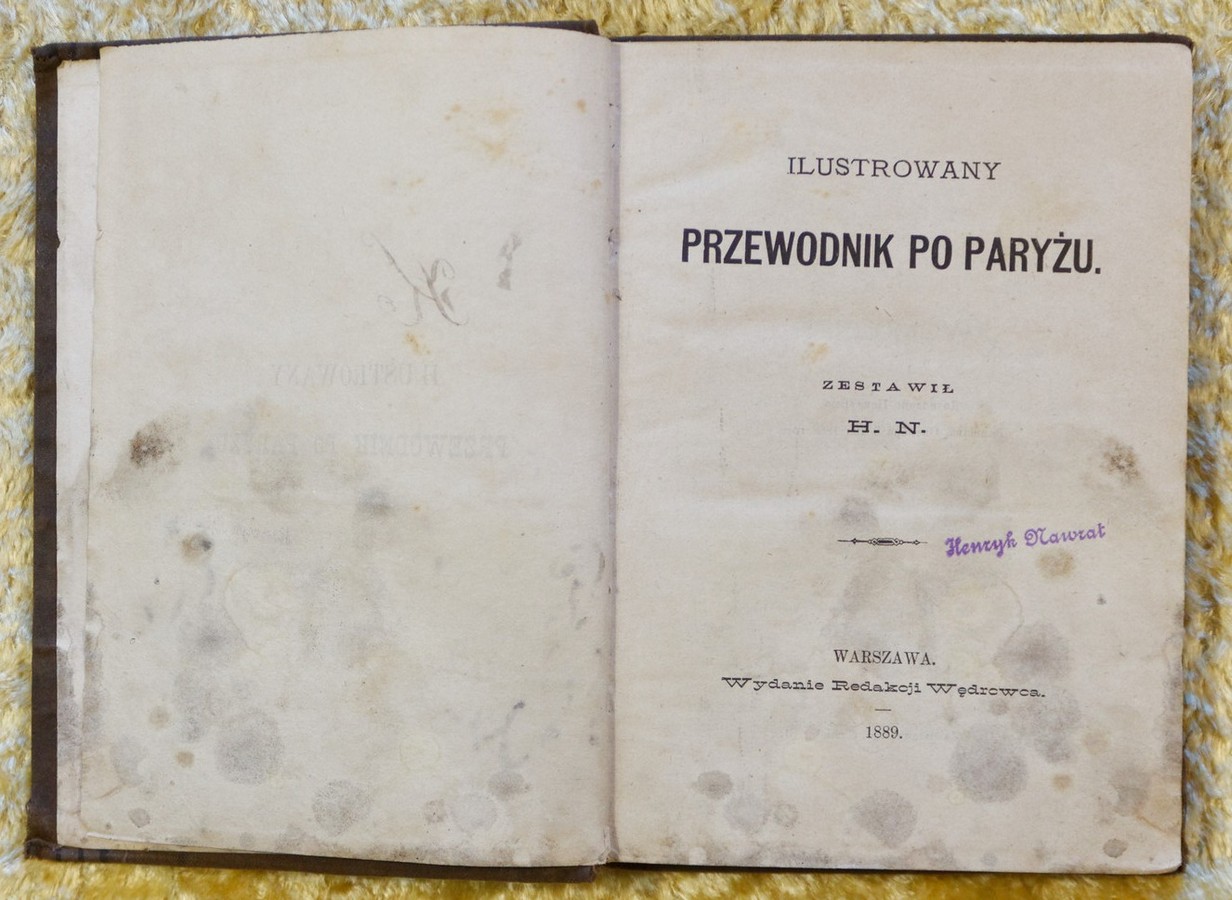 ILUSTROWANY
PRZEWODNIK PO PARYŻU.
ZESTAWIŁ
H. N.
Henryk Nawrat
WARSZAWA.
Wydanie Redakcji Wędrowca.
1889.